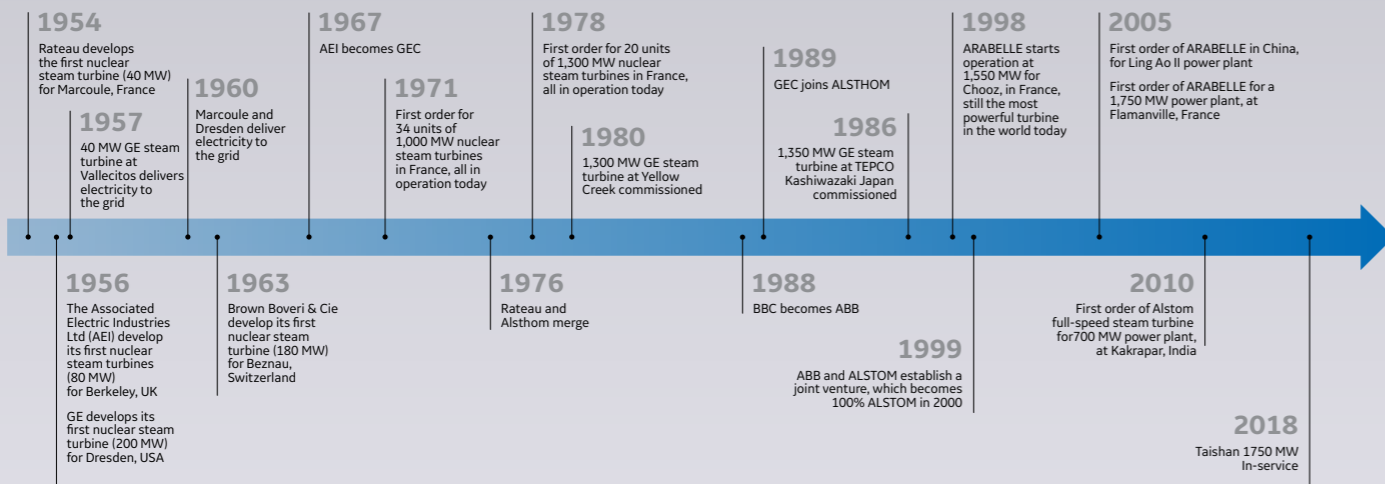 1954
Rateau develops
the first nuclear
steam turbine (40 MW)
for Marcoule, France
1957
40 MW GE steam
turbine at
Vallecitos delivers
electricity to
the grid
1960
Marcoule and
Dresden deliver
electricity to
the grid
1967
AEI becomes GEC
1971
First order for
34 units of
1,000 MW nuclear
steam turbines
in France, all in
operation today
1978
First order for 20 units
of 1,300 MW nuclear
steam turbines in France,
all in operation today
1980
1,300 MW GE steam
turbine at Yellow
Creek commissioned
1989
GEC joins ALSTHOM
1986
1,350 MW GE steam
turbine at TEPCO
Kashiwazaki Japan
commissioned
1998
ARABELLE starts
operation at
1,550 MW for
Chooz, in France,
still the most
powerful turbine
in the world today
2005
First order of ARABELLE in China,
for Ling Ao II power plant
First order of ARABELLE for a
1,750 MW power plant, at
Flamanville, France
1956
The Associated
Electric Industries
Ltd (AEI) develop
its first nuclear
steam turbines
(80 MW)
for Berkeley, UK
GE develops its
first nuclear steam
turbine (200 MW)
for Dresden, USA
1963
Brown Boveri & Cie
develop its first
nuclear steam
turbine (180 MW)
for Beznau,
Switzerland
1976
Rateau and
Alsthom merge
1988
BBC becomes ABB
1999
ABB and ALSTOM establish a
joint venture, which becomes
100% ALSTOM in 2000
2010
First order of Alstom
full-speed steam turbine
for700 MW power plant,
at Kakrapar, India
2018
Taishan 1750 MW
In-service